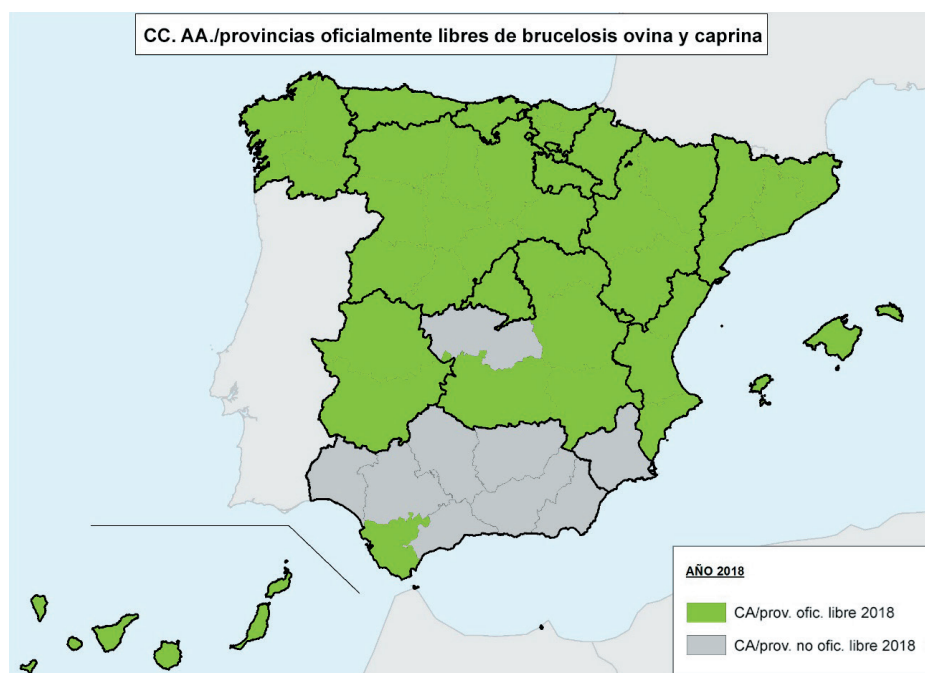 CC. AA./provincias oficialmente libres de brucelosis ovina y caprina
AÑO 2018
CA/prov. ofic. libre 2018
CA/prov. no ofic. libre 2018